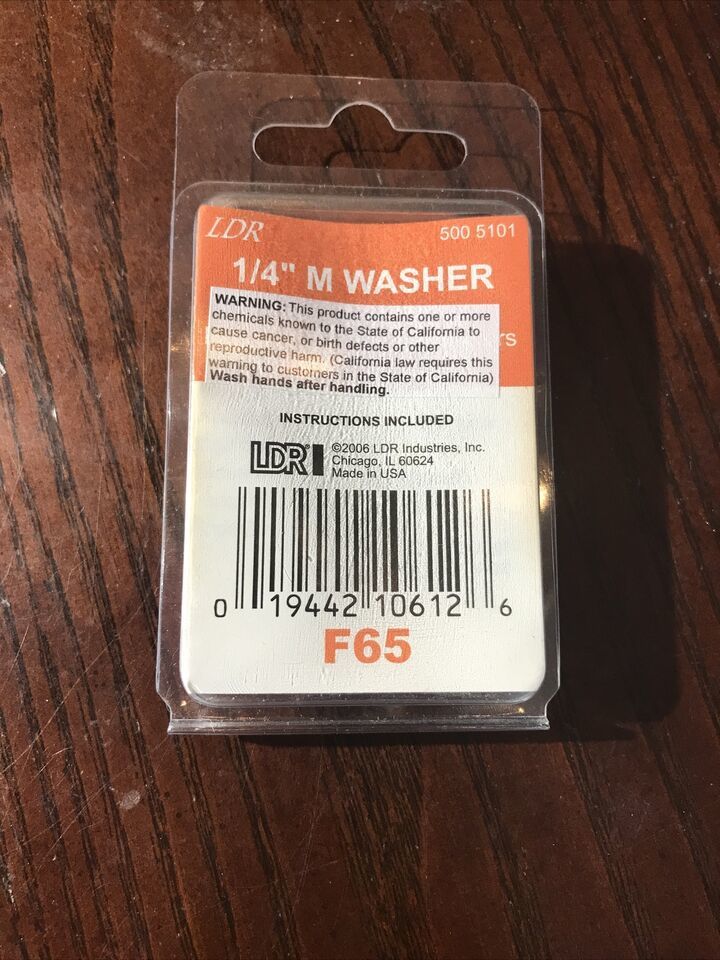 LDR 500 5101
1/4" M WASHER
WARNING: This product contains one or more
chemicals known to the State of California to
cause cancer, or birth defects or other
reproductive harm. (California law requires this
warning to customers in the State of California)
Wash hands after handling.
INSTRUCTIONS INCLUDED
LDR® ©2006 LDR Industries, Inc.
Chicago, IL 60624
Made in USA
0 19442 10612 6
F65